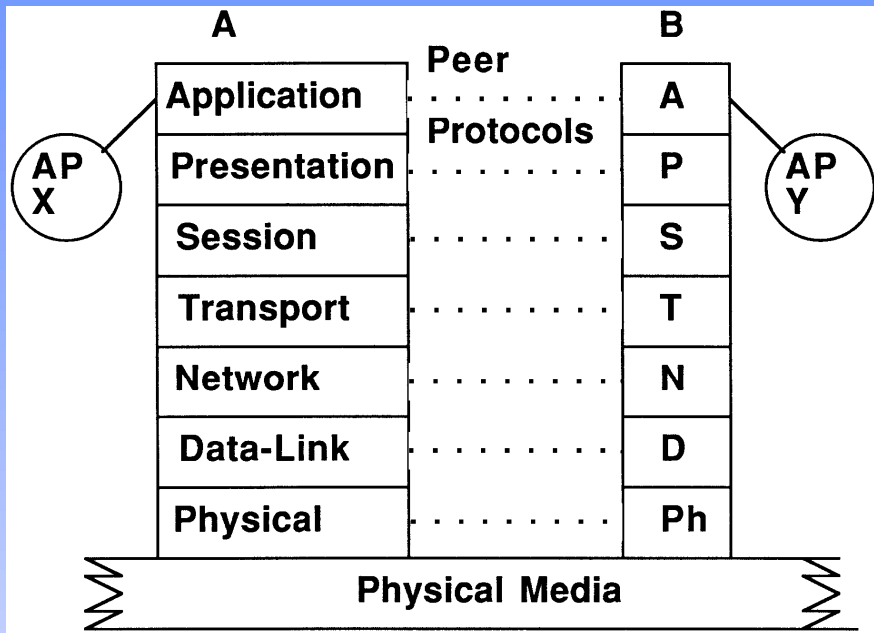 A
B
Peer
Application
A
Protocols
AP
X
Presentation
P
AP
Y
Session
S
Transport
T
Network
N
Data-Link
D
Physical
Ph
Physical Media